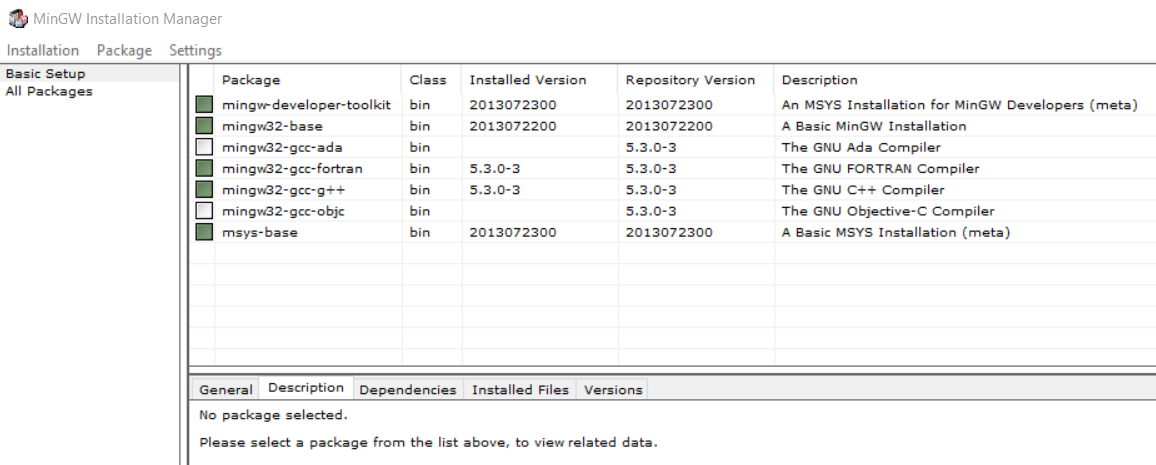 MinGW Installation Manager
Installation Package Settings
Basic Setup
All Packages
Package Class Installed Version Repository Version Description
mingw-developer-toolkit bin 2013072300 2013072300 An MSYS Installation for MinGW Developers (meta)
mingw32-base bin 2013072200 2013072200 A Basic MinGW Installation
mingw32-gcc-ada bin 5.3.0-3 The GNU Ada Compiler
mingw32-gcc-fortran bin 5.3.0-3 5.3.0-3 The GNU FORTRAN Compiler
mingw32-gcc-g++ bin 5.3.0-3 5.3.0-3 The GNU C++ Compiler
mingw32-gcc-objc bin 5.3.0-3 The GNU Objective-C Compiler
msys-base bin 2013072300 2013072300 A Basic MSYS Installation (meta)
General Description Dependencies Installed Files Versions
No package selected.
Please select a package from the list above, to view related data.